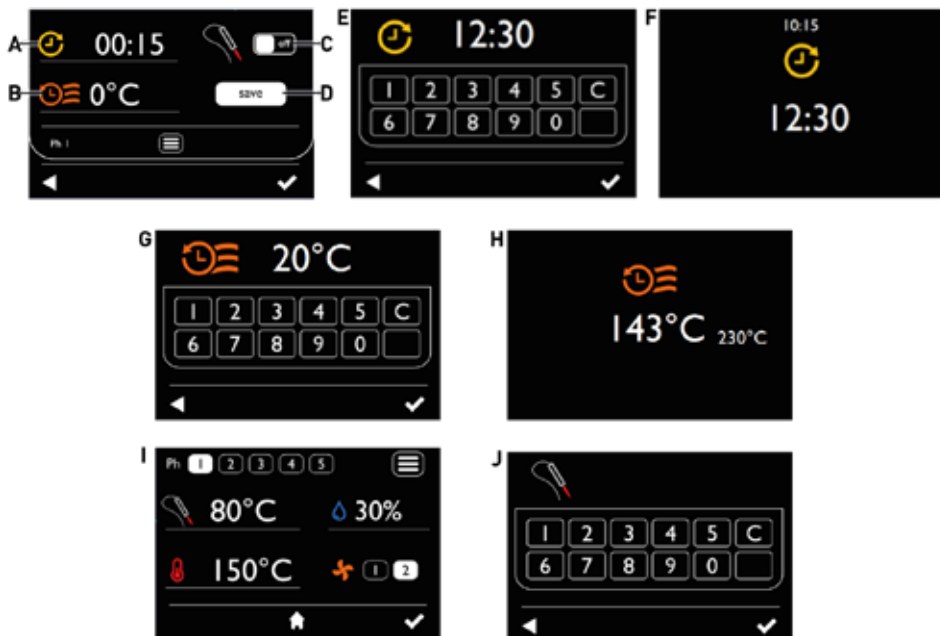 A 00:15 off C
B 0°C save D
Ph 1
E 12:30
1 2 3 4 5 C
6 7 8 9 0
F 10:15
12:30
G 20°C
1 2 3 4 5 C
6 7 8 9 0
H
143°C 230°C
I Ph 1 2 3 4 5
80°C 30%
150°C 1 2
J
1 2 3 4 5 C
6 7 8 9 0